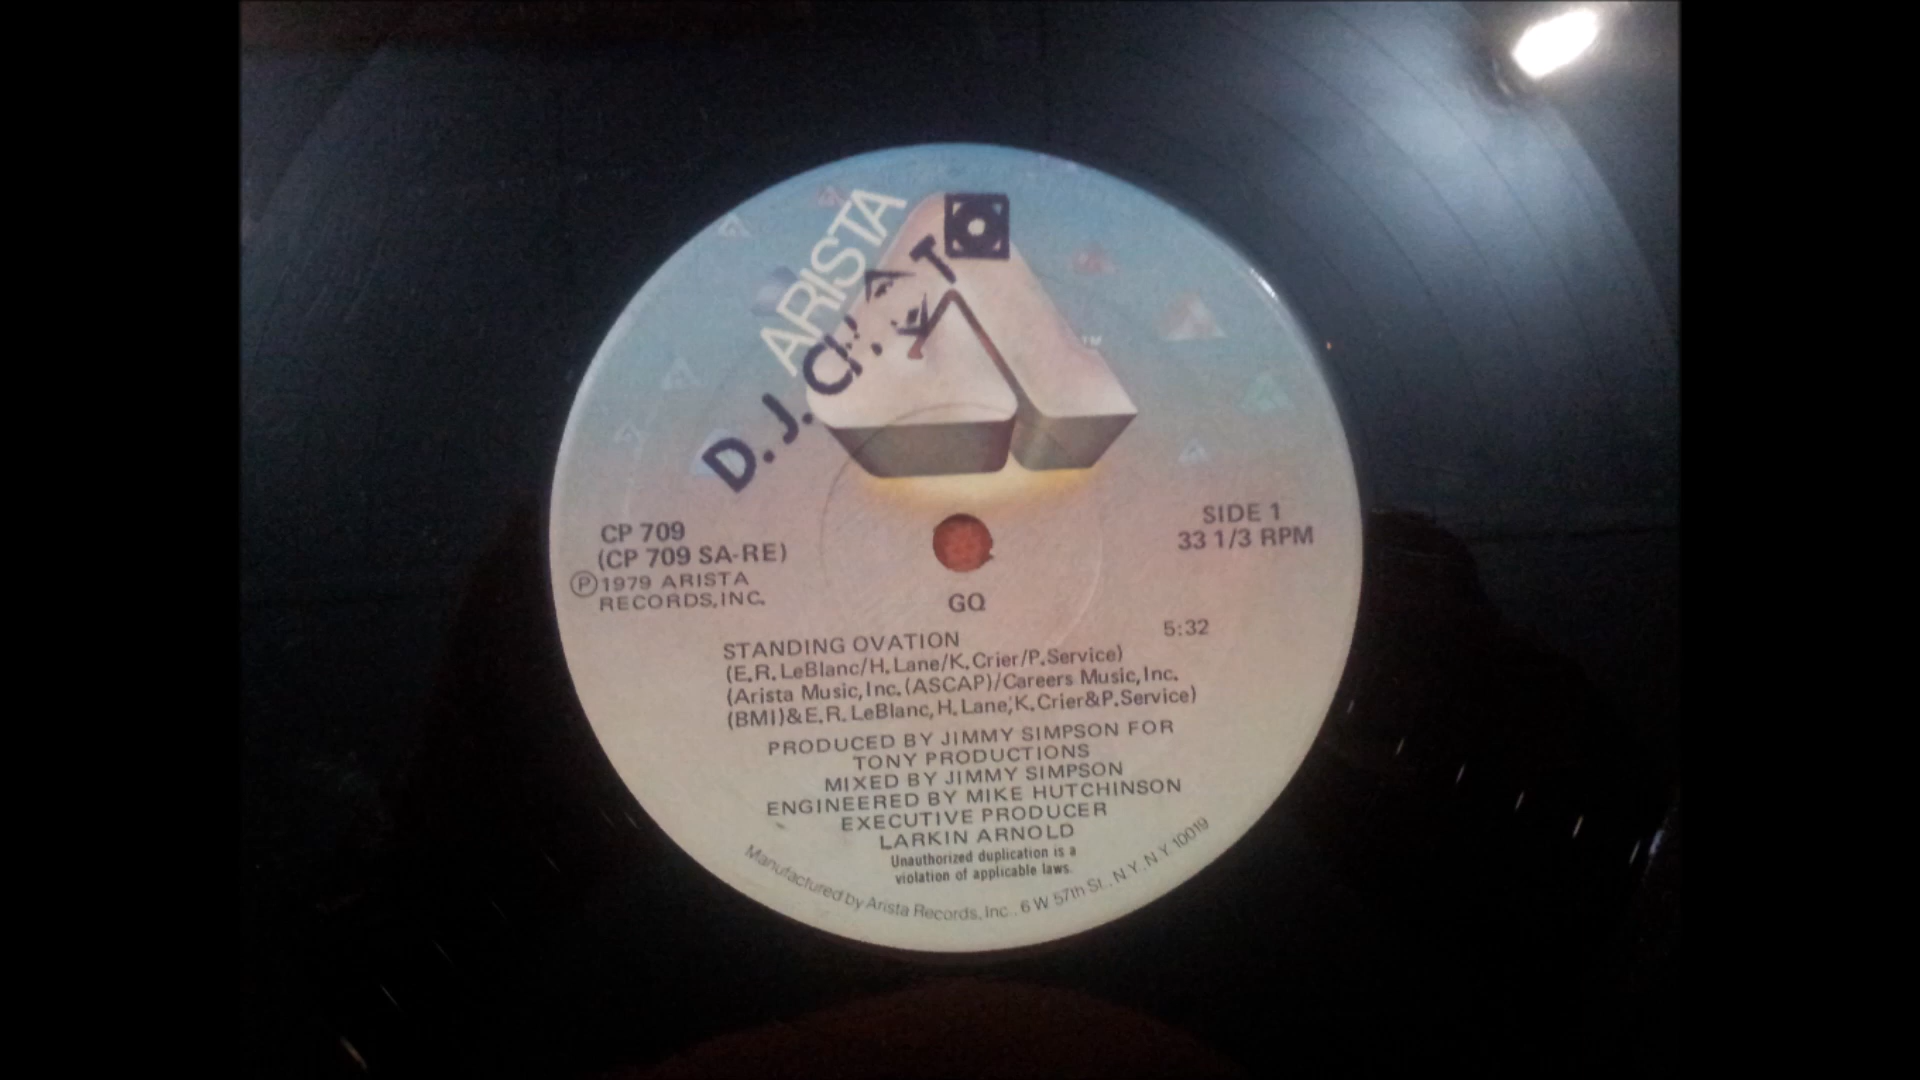 ARISTA
D. J.
TM
CP 709
(CP 709 SA-RE)
Ⓟ1979 ARISTA
RECORDS, INC.
SIDE 1
33 1/3 RPM
GQ
STANDING OVATION 5:32
(E.R. LeBlanc/H. Lane/K. Crier/P. Service)
(Arista Music, Inc. (ASCAP)/Careers Music, Inc.
(BMI)&E.R. LeBlanc, H. Lane, K. Crier&P. Service)
PRODUCED BY JIMMY SIMPSON FOR
TONY PRODUCTIONS
MIXED BY JIMMY SIMPSON
ENGINEERED BY MIKE HUTCHINSON
EXECUTIVE PRODUCER
LARKIN ARNOLD
Unauthorized duplication is a
violation of applicable laws.
Manufactured by Arista Records, Inc., 6 W 57th St., N.Y., N.Y. 10019